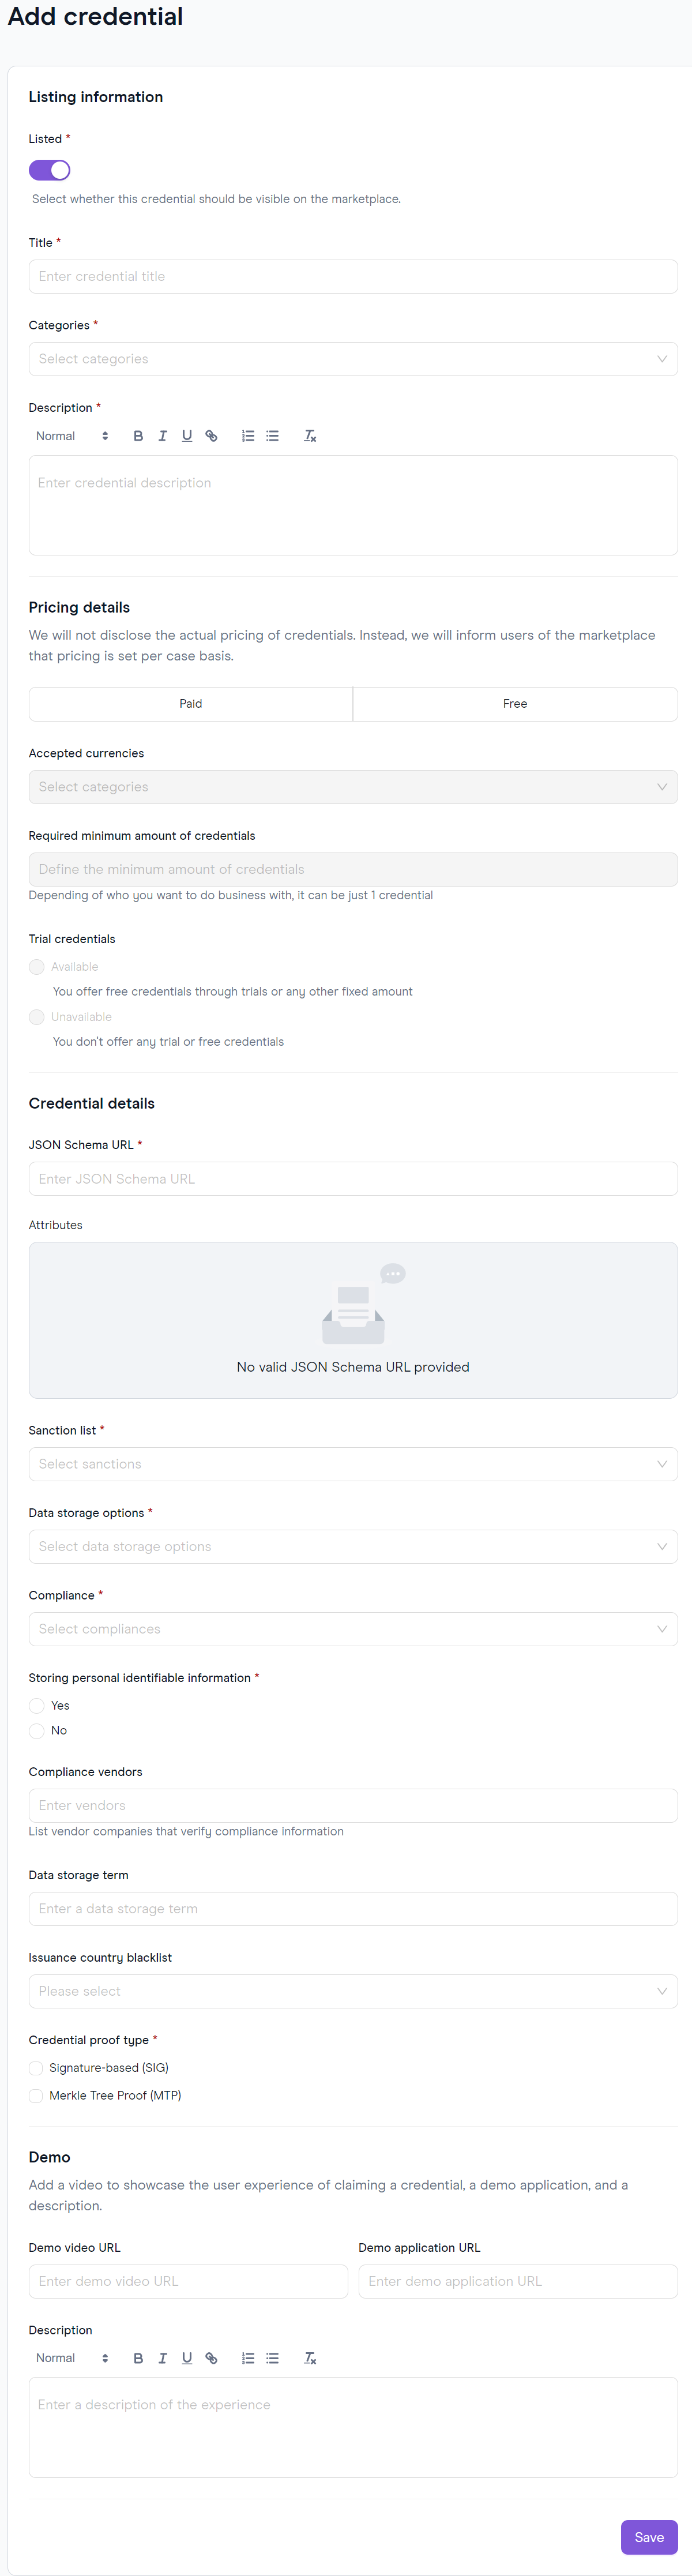 Add credential
Listing information
Listed *
Select whether this credential should be visible on the marketplace.
Title *
Enter credential title
Categories *
Select categories
Description *
Normal B I U
Enter credential description
Pricing details
We will not disclose the actual pricing of credentials. Instead, we will inform users of the marketplace
that pricing is set per case basis.
Paid Free
Accepted currencies
Select categories
Required minimum amount of credentials
Define the minimum amount of credentials
Depending of who you want to do business with, it can be just 1 credential
Trial credentials
Available
You offer free credentials through trials or any other fixed amount
Unavailable
You don't offer any trial or free credentials
Credential details
JSON Schema URL *
Enter JSON Schema URL
Attributes
No valid JSON Schema URL provided
Sanction list *
Select sanctions
Data storage options *
Select data storage options
Compliance *
Select compliances
Storing personal identifiable information *
Yes
No
Compliance vendors
Enter vendors
List vendor companies that verify compliance information
Data storage term
Enter a data storage term
Issuance country blacklist
Please select
Credential proof type *
Signature-based (SIG)
Merkle Tree Proof (MTP)
Demo
Add a video to showcase the user experience of claiming a credential, a demo application, and a
description.
Demo video URL Demo application URL
Enter demo video URL Enter demo application URL
Description
Normal B I U
Enter a description of the experience
Save